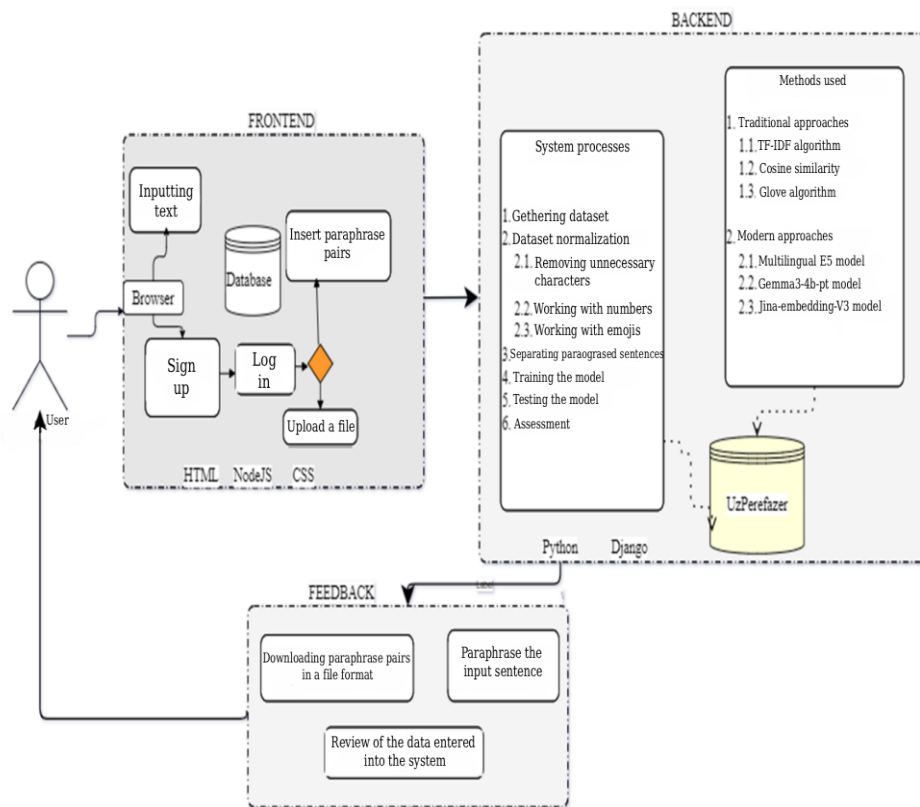 BACKEND
Methods used
1. Traditional approaches
1.1. TF-IDF algorithm
1.2. Cosine similarity
1.3. Glove algorithm
2. Modern approaches
2.1. Multilingual E5 model
2.2. Gemma3-4b-pt model
2.3. Jina-embedding-V3 model
System processes
1. Gethering dataset
2. Dataset normalization
2.1. Removing unnecessary
characters
2.2. Working with numbers
2.3. Working with emojis
3. Separating paraogrased sentences
4. Training the model
5. Testing the model
6. Assessment
UzPerefazer
Python Django
FRONTEND
Inputting
text
Database
Insert paraphrase
pairs
Browser
Sign
up
Log
in
Upload a file
HTML NodeJS CSS
User
Label
FEEDBACK
Downloading paraphrase pairs
in a file format
Paraphrase the
input sentence
Review of the data entered
into the system